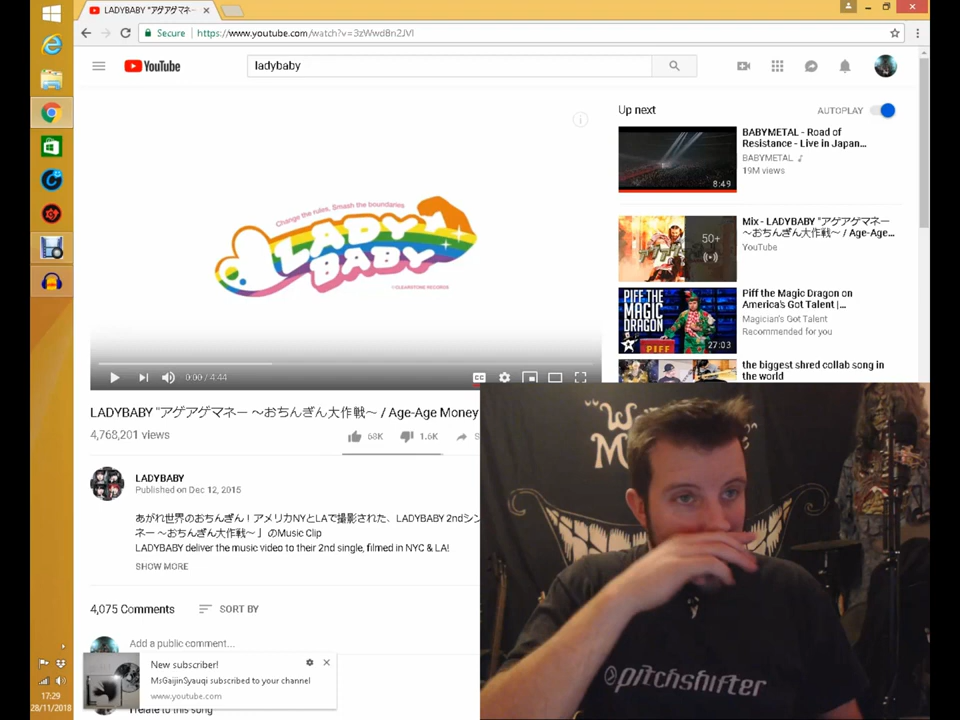 LADYBABY "アゲアゲマネー
Secure
https://www.youtube.com/watch?v=3zWwdBn2JVI
YouTube
ladybaby
Up next
AUTOPLAY
BABYMETAL - Road of
Resistance - Live in Japan...
BABYMETAL ♪
19M views
8:49
Change the rules, Smash the boundaries
LADY
BABY
©CLEARSTONE RECORDS
Mix - LADYBABY "アゲアゲマネー
～おちんぎん大作戦～ / Age-Age...
YouTube
50+
PIFF THE
MAGIC
DRAGON
PIFF
27:03
Piff the Magic Dragon on
America's Got Talent |...
Magician's Got Talent
Recommended for you
the biggest shred collab song in
the world
0:00 / 4:44
LADYBABY "アゲアゲマネー ～おちんぎん大作戦～ / Age-Age Money
4,768,201 views
68K
1.6K
S
LADYBABY
Published on Dec 12, 2015
あがれ世界のおちんぎん！アメリカNYとLAで撮影された、LADYBABY 2ndシン
ネー ～おちんぎん大作戦～ 」のMusic Clip
LADYBABY deliver the music video to their 2nd single, filmed in NYC & LA!
SHOW MORE
4,075 Comments
SORT BY
Add a public comment...
New subscriber!
MsGaijinSyauqi subscribed to your channel
www.youtube.com
I relate to this song
17:29
28/11/2018
pitchshifter